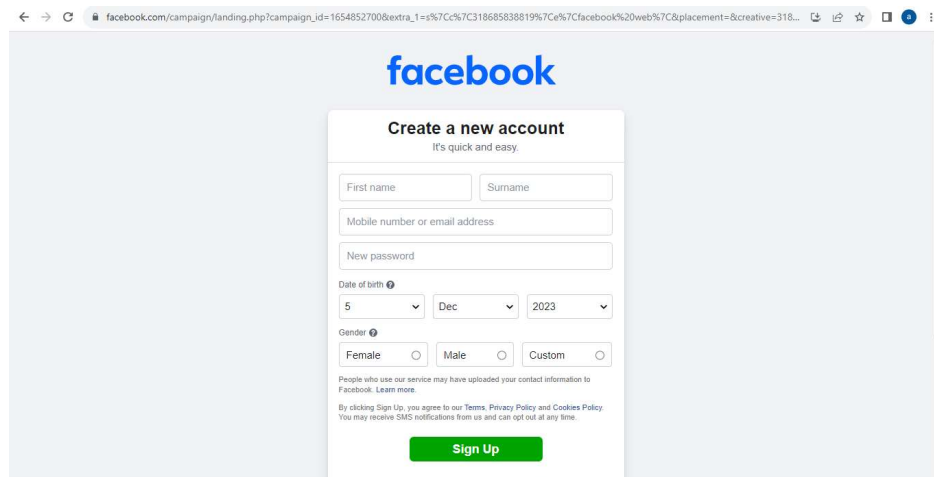 facebook.com/campaign/landing.php?campaign_id=1654852700&extra_1=s%7Cc%7C318685838819%7Ce%7Cfacebook%20web%7C&placement=&creative=318... a
facebook
Create a new account
It's quick and easy.
First name Surname
Mobile number or email address
New password
Date of birth ?
5 Dec 2023
Gender ?
Female Male Custom
People who use our service may have uploaded your contact information to
Facebook. Learn more.
By clicking Sign Up, you agree to our Terms, Privacy Policy and Cookies Policy.
You may receive SMS notifications from us and can opt out at any time.
Sign Up